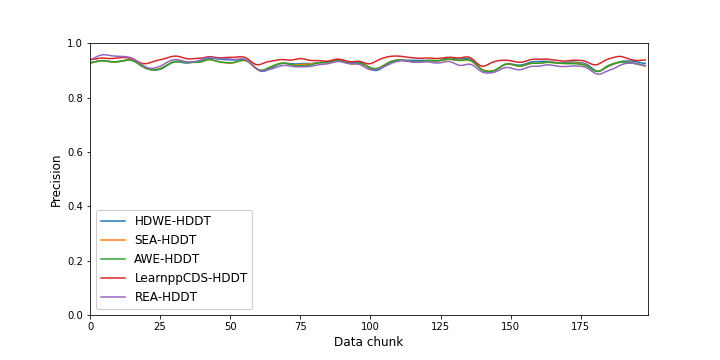 1.0
0.8
0.6
0.4
0.2
0.0
Precision
HDWE-HDDT
SEA-HDDT
AWE-HDDT
LearnppCDS-HDDT
REA-HDDT
0 25 50 75 100 125 150 175
Data chunk